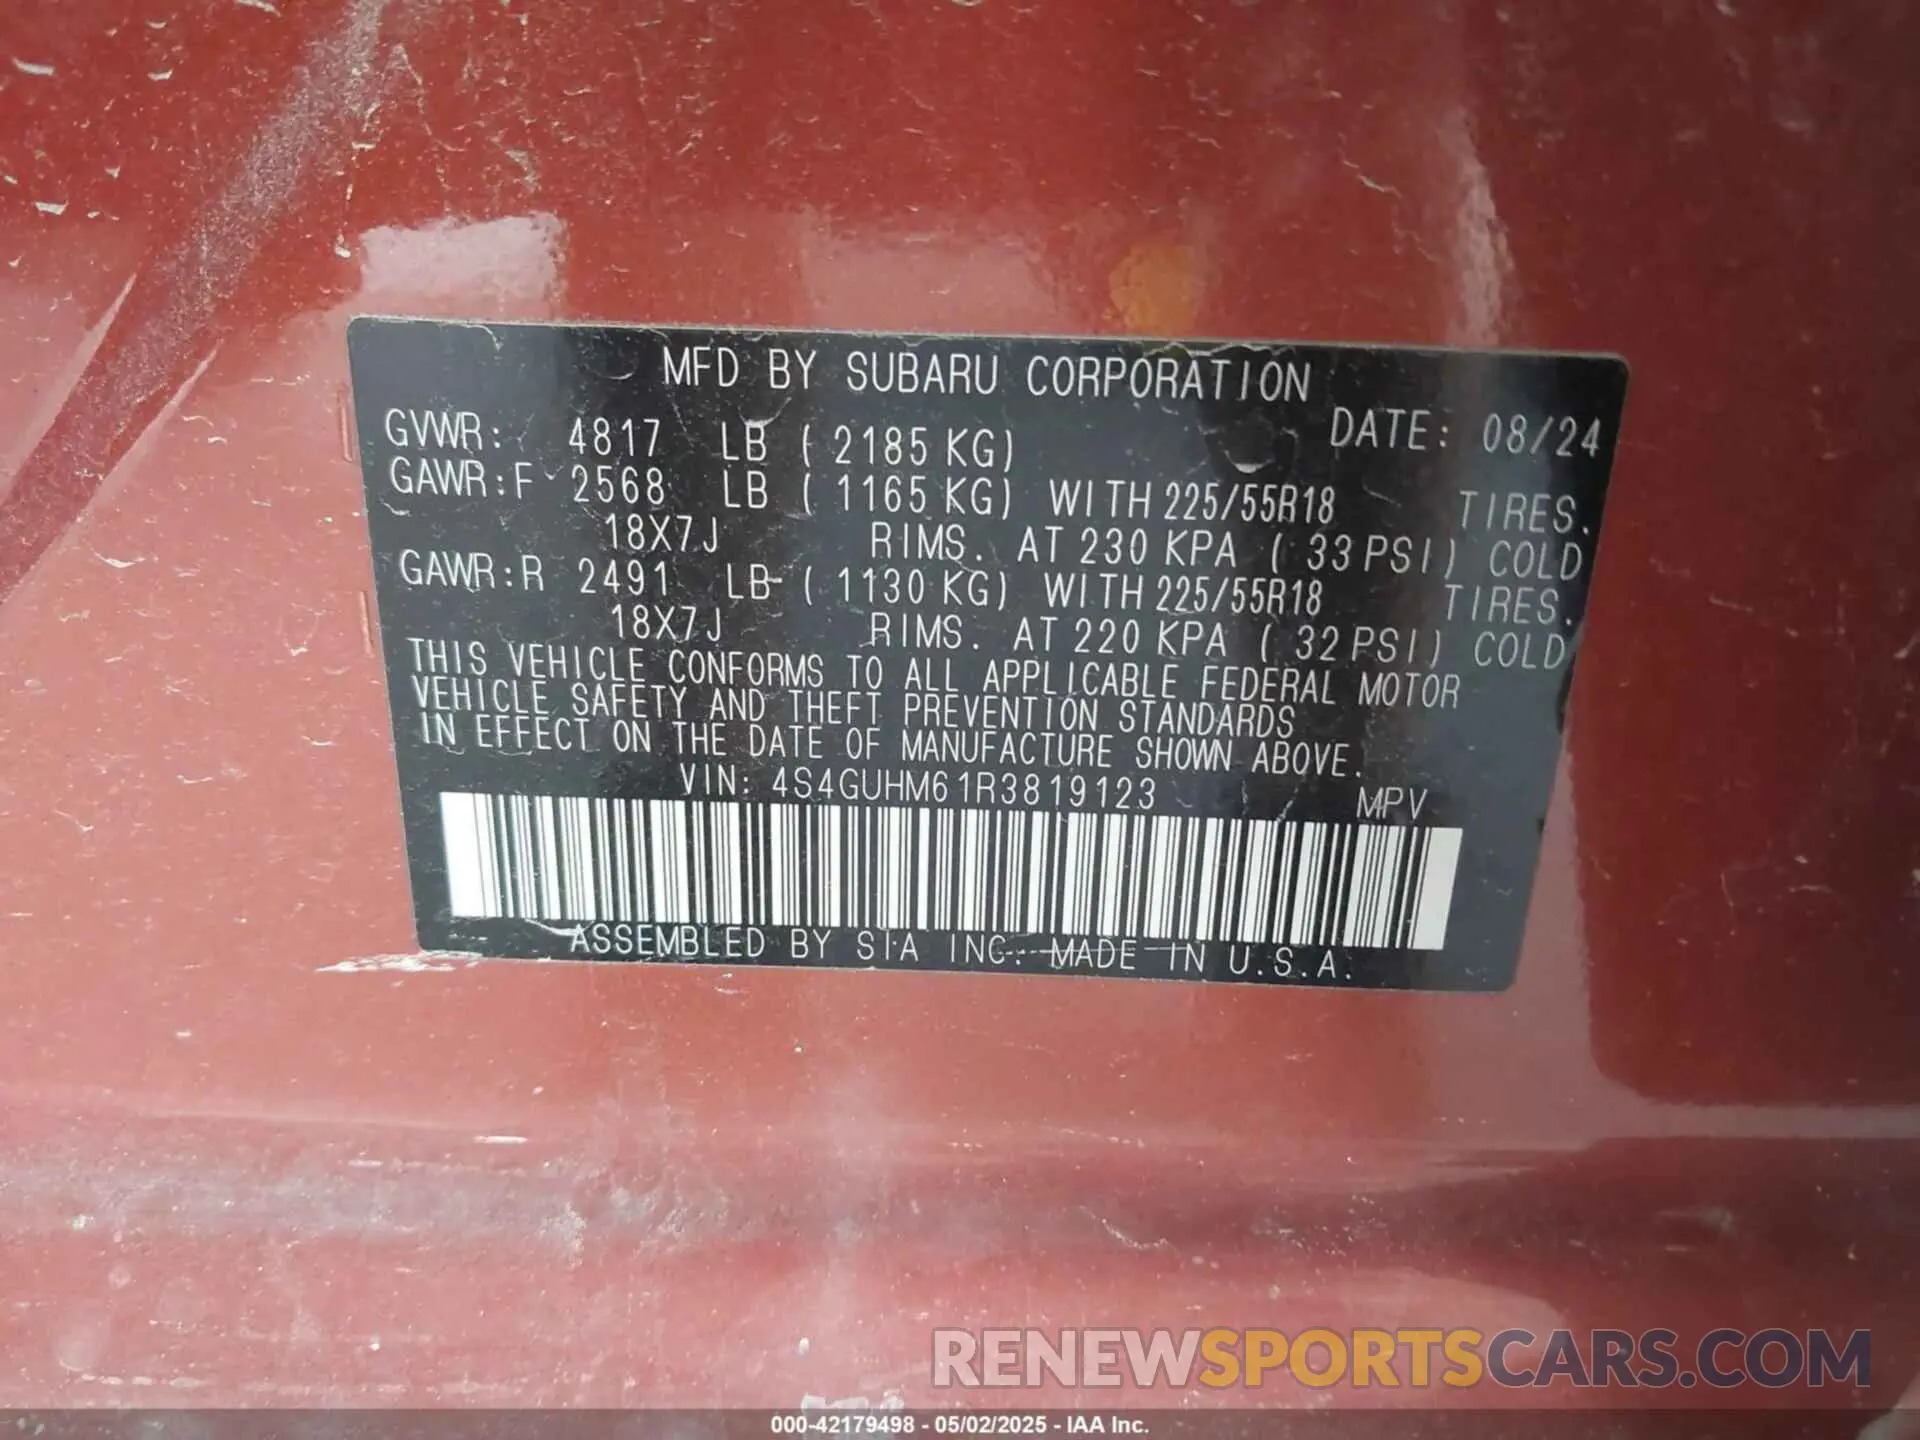 MFD BY SUBARU CORPORATION
DATE: 08/24
GVWR: 4817 LB ( 2185 KG)
GAWR:F 2568 LB ( 1165 KG) WITH 225/55R18 TIRES.
18X7J RIMS. AT 230 KPA ( 33 PSI) COLD
GAWR:R 2491 LB ( 1130 KG) WITH 225/55R18 TIRES.
18X7J RIMS. AT 220 KPA ( 32 PSI) COLD
THIS VEHICLE CONFORMS TO ALL APPLICABLE FEDERAL MOTOR
VEHICLE SAFETY AND THEFT PREVENTION STANDARDS
IN EFFECT ON THE DATE OF MANUFACTURE SHOWN ABOVE.
VIN: 4S4GUHM61R3819123 MPV
ASSEMBLED BY SIA INC. MADE IN U.S.A.
RENEWSPORTSCARS.COM
000-42179498 - 05/02/2025 - IAA Inc.